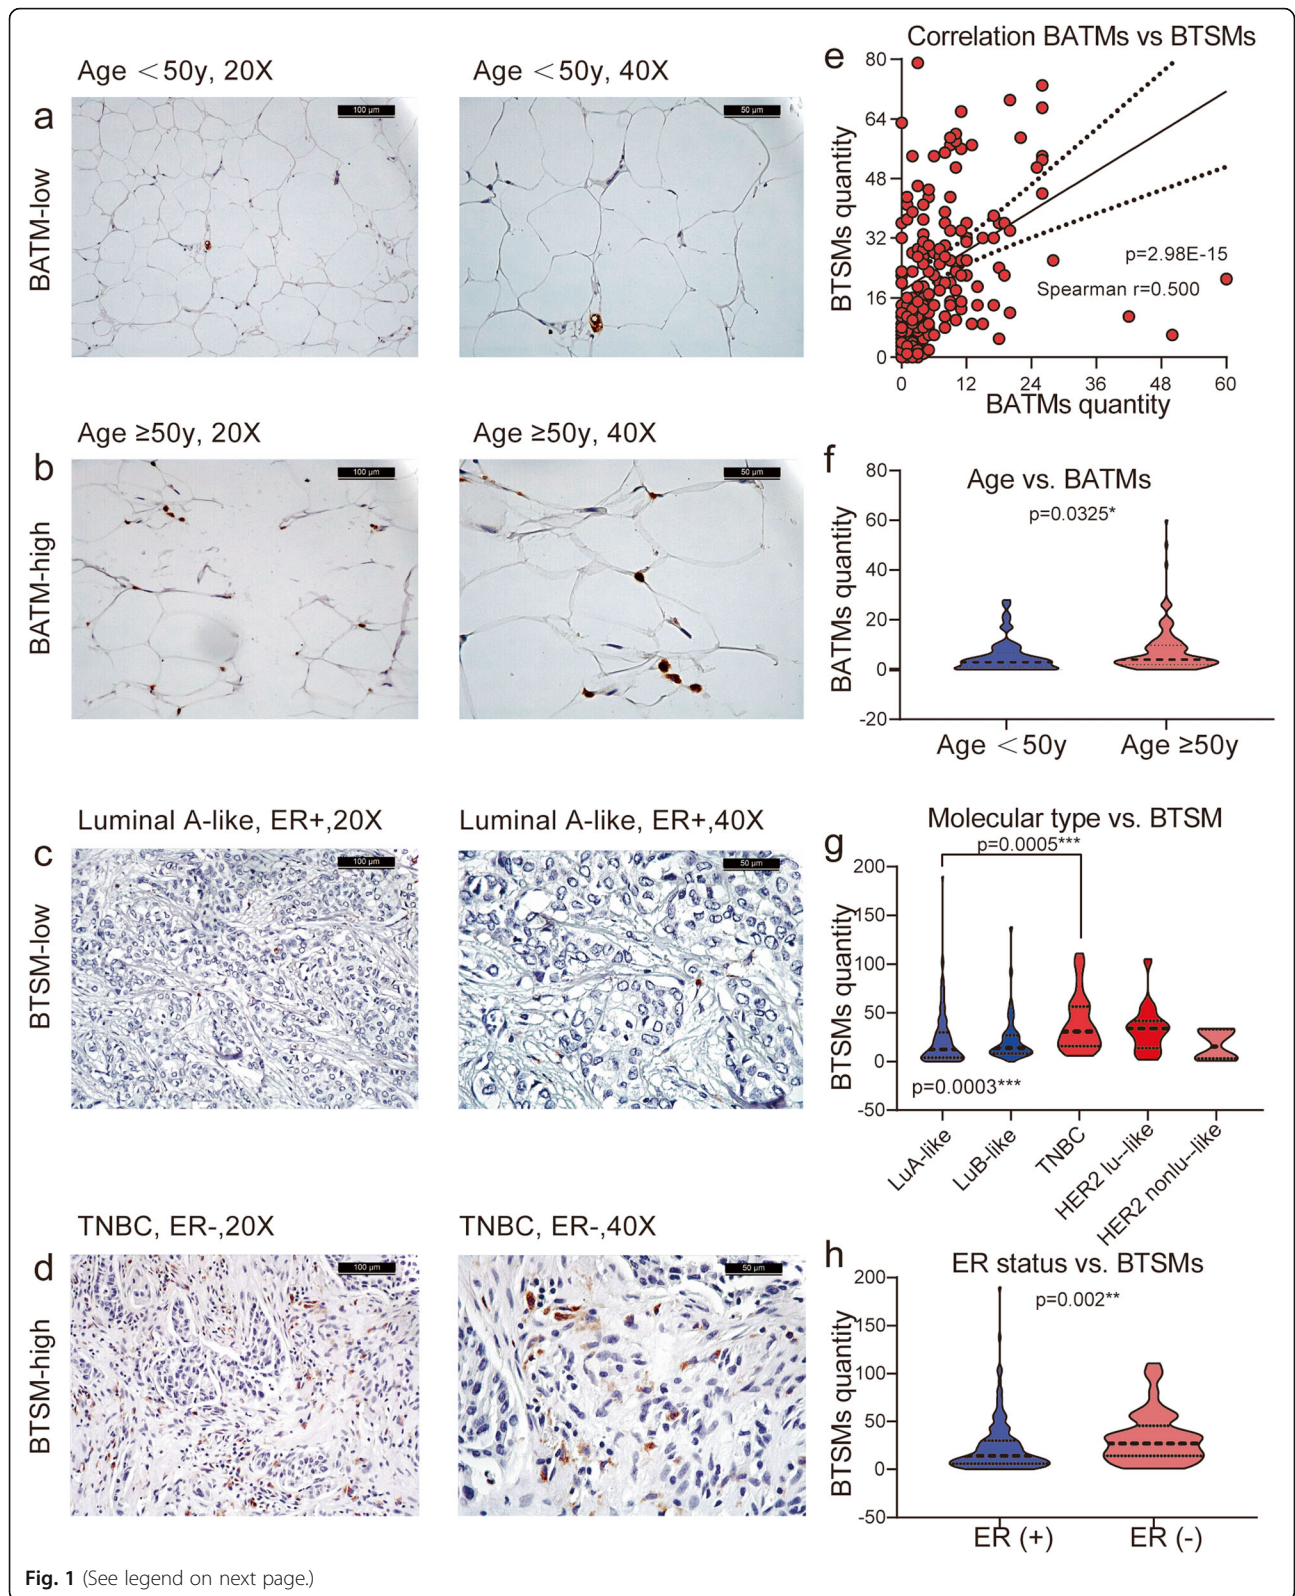 Age <50y, 20X
Age <50y, 40X
a
BATM-low
100 µm
50 µm
e
Correlation BATMs vs BTSMs
BTSMs quantity
80
64
48
32
16
0
p=2.98E-15
Spearman r=0.500
0 12 24 36 48 60
BATMs quantity
Age ≥50y, 20X
Age ≥50y, 40X
b
BATM-high
100 µm
50 µm
f
Age vs. BATMs
p=0.0325*
BATMs quantity
80
60
40
20
0
-20
Age <50y
Age ≥50y
Luminal A-like, ER+,20X
Luminal A-like, ER+,40X
c
BTSM-low
100 µm
50 µm
g
Molecular type vs. BTSM
p=0.0005***
BTSMs quantity
200
150
100
50
0
-50
p=0.0003***
LuA-like
LuB-like
TNBC
HER2 lu--like
HER2 nonlu--like
TNBC, ER-,20X
TNBC, ER-,40X
d
BTSM-high
100 µm
50 µm
h
ER status vs. BTSMs
p=0.002**
BTSMs quantity
200
150
100
50
0
-50
ER (+)
ER (-)
Fig. 1 (See legend on next page.)